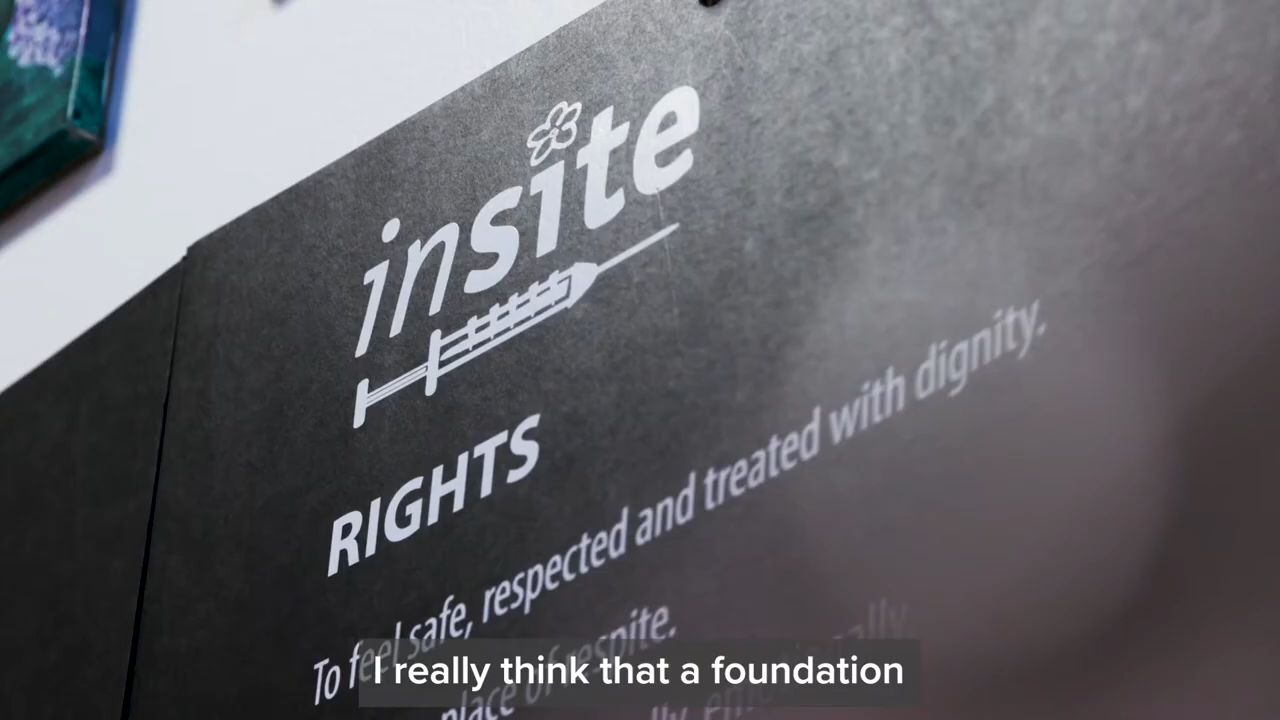 insite
RIGHTS
To feel safe, respected and treated with dignity.
place of respite.
I really think that a foundation